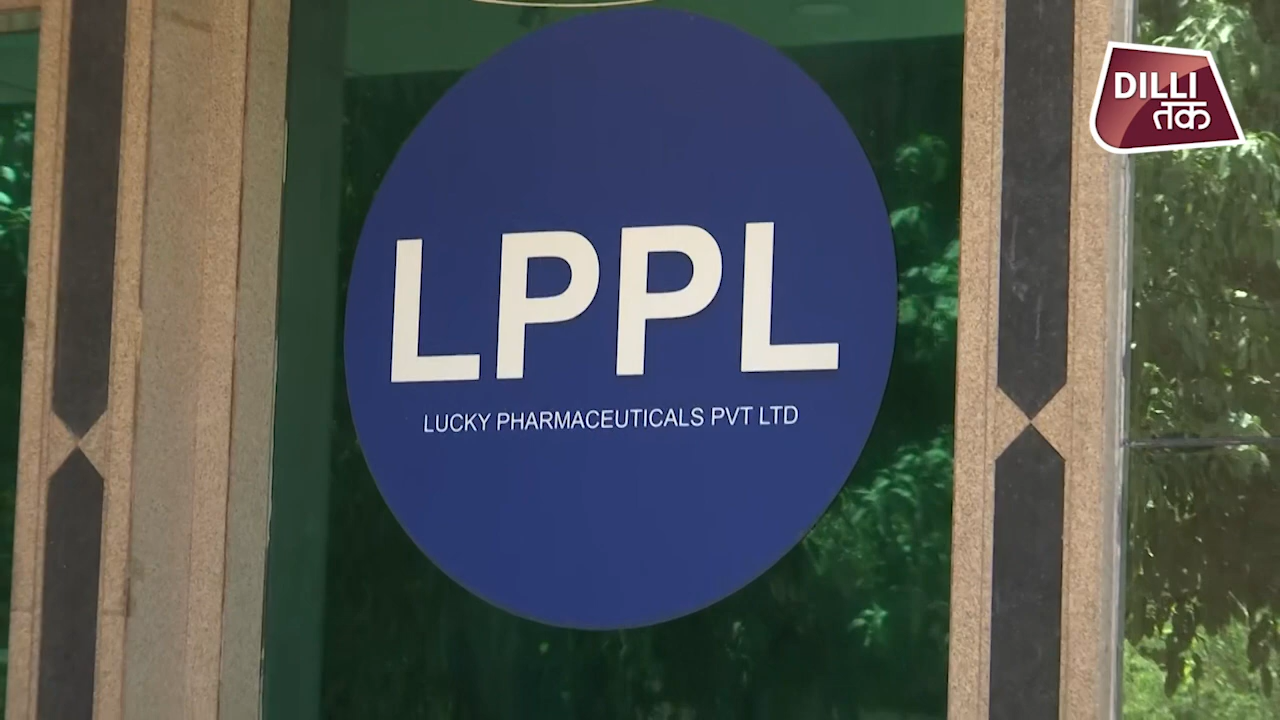 DILLI
तक
LPPL
LUCKY PHARMACEUTICALS PVT LTD